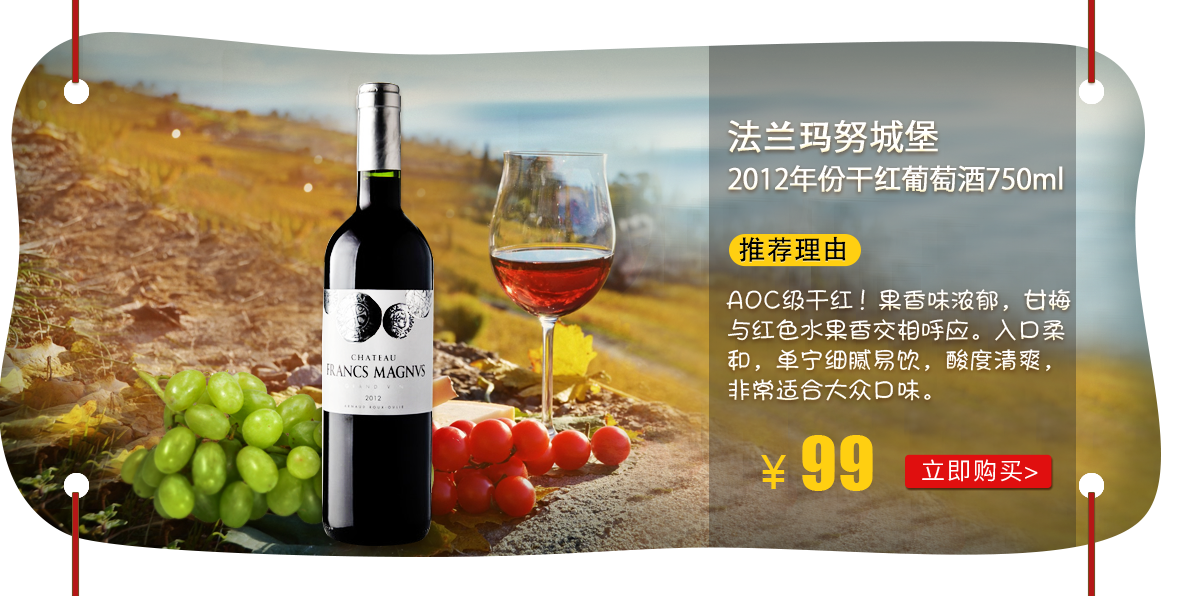 法兰玛努城堡
2012年份干红葡萄酒750ml
推荐理由
AOC级干红！果香味浓郁，甘梅
与红色水果香交相呼应。入口柔
和，单宁细腻易饮，酸度清爽，
非常适合大众口味。
¥ 99
立即购买>
CHATEAU
FRANCS MAGNVS
2012